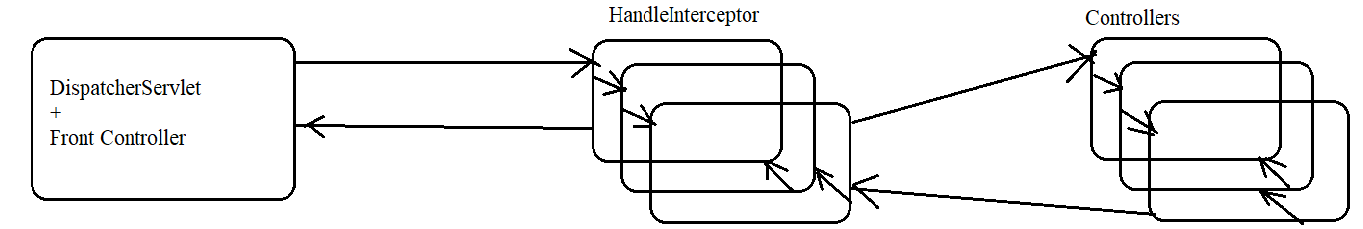 HandleInterceptor
Controllers
DispatcherServlet
+
Front Controller